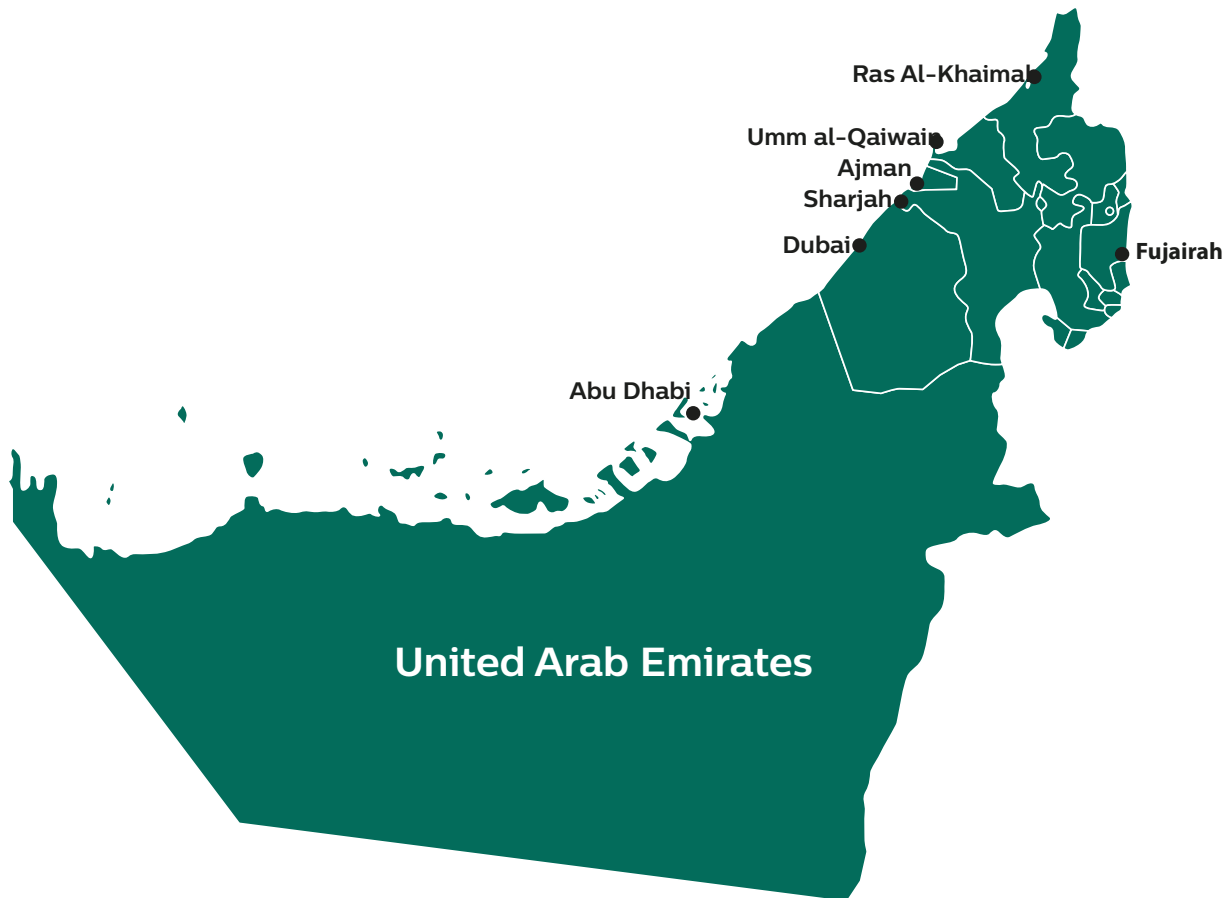 Ras Al-Khaimah
Umm al-Qaiwain
Ajman
Sharjah
Dubai
Fujairah
Abu Dhabi
United Arab Emirates